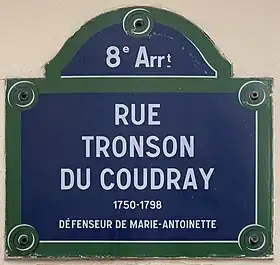 8e Arrt
RUE
TRONSON
DU COUDRAY
1750-1798
DÉFENSEUR DE MARIE-ANTOINETTE